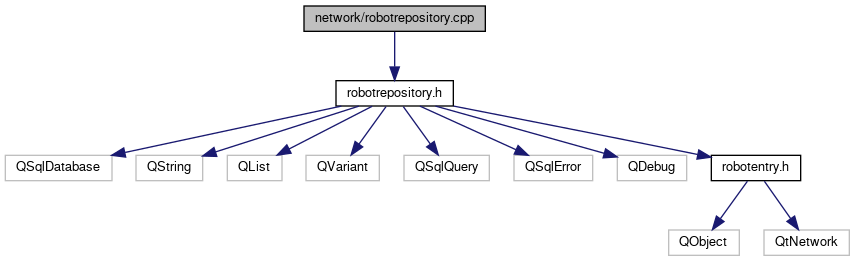 network/robotrepository.cpp
robotrepository.h
QSqlDatabase
QString
QList
QVariant
QSqlQuery
QSqlError
QDebug
robotentry.h
QObject
QtNetwork